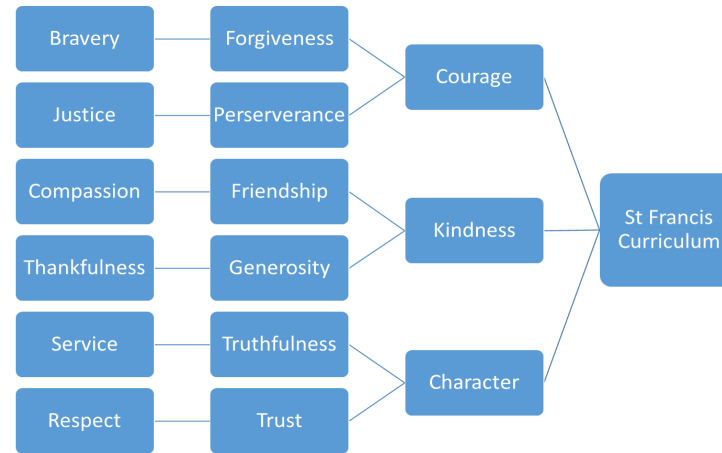 Bravery
Forgiveness
Courage
Justice
Perserverance
Compassion
Friendship
Kindness
St Francis
Curriculum
Thankfulness
Generosity
Service
Truthfulness
Character
Respect
Trust